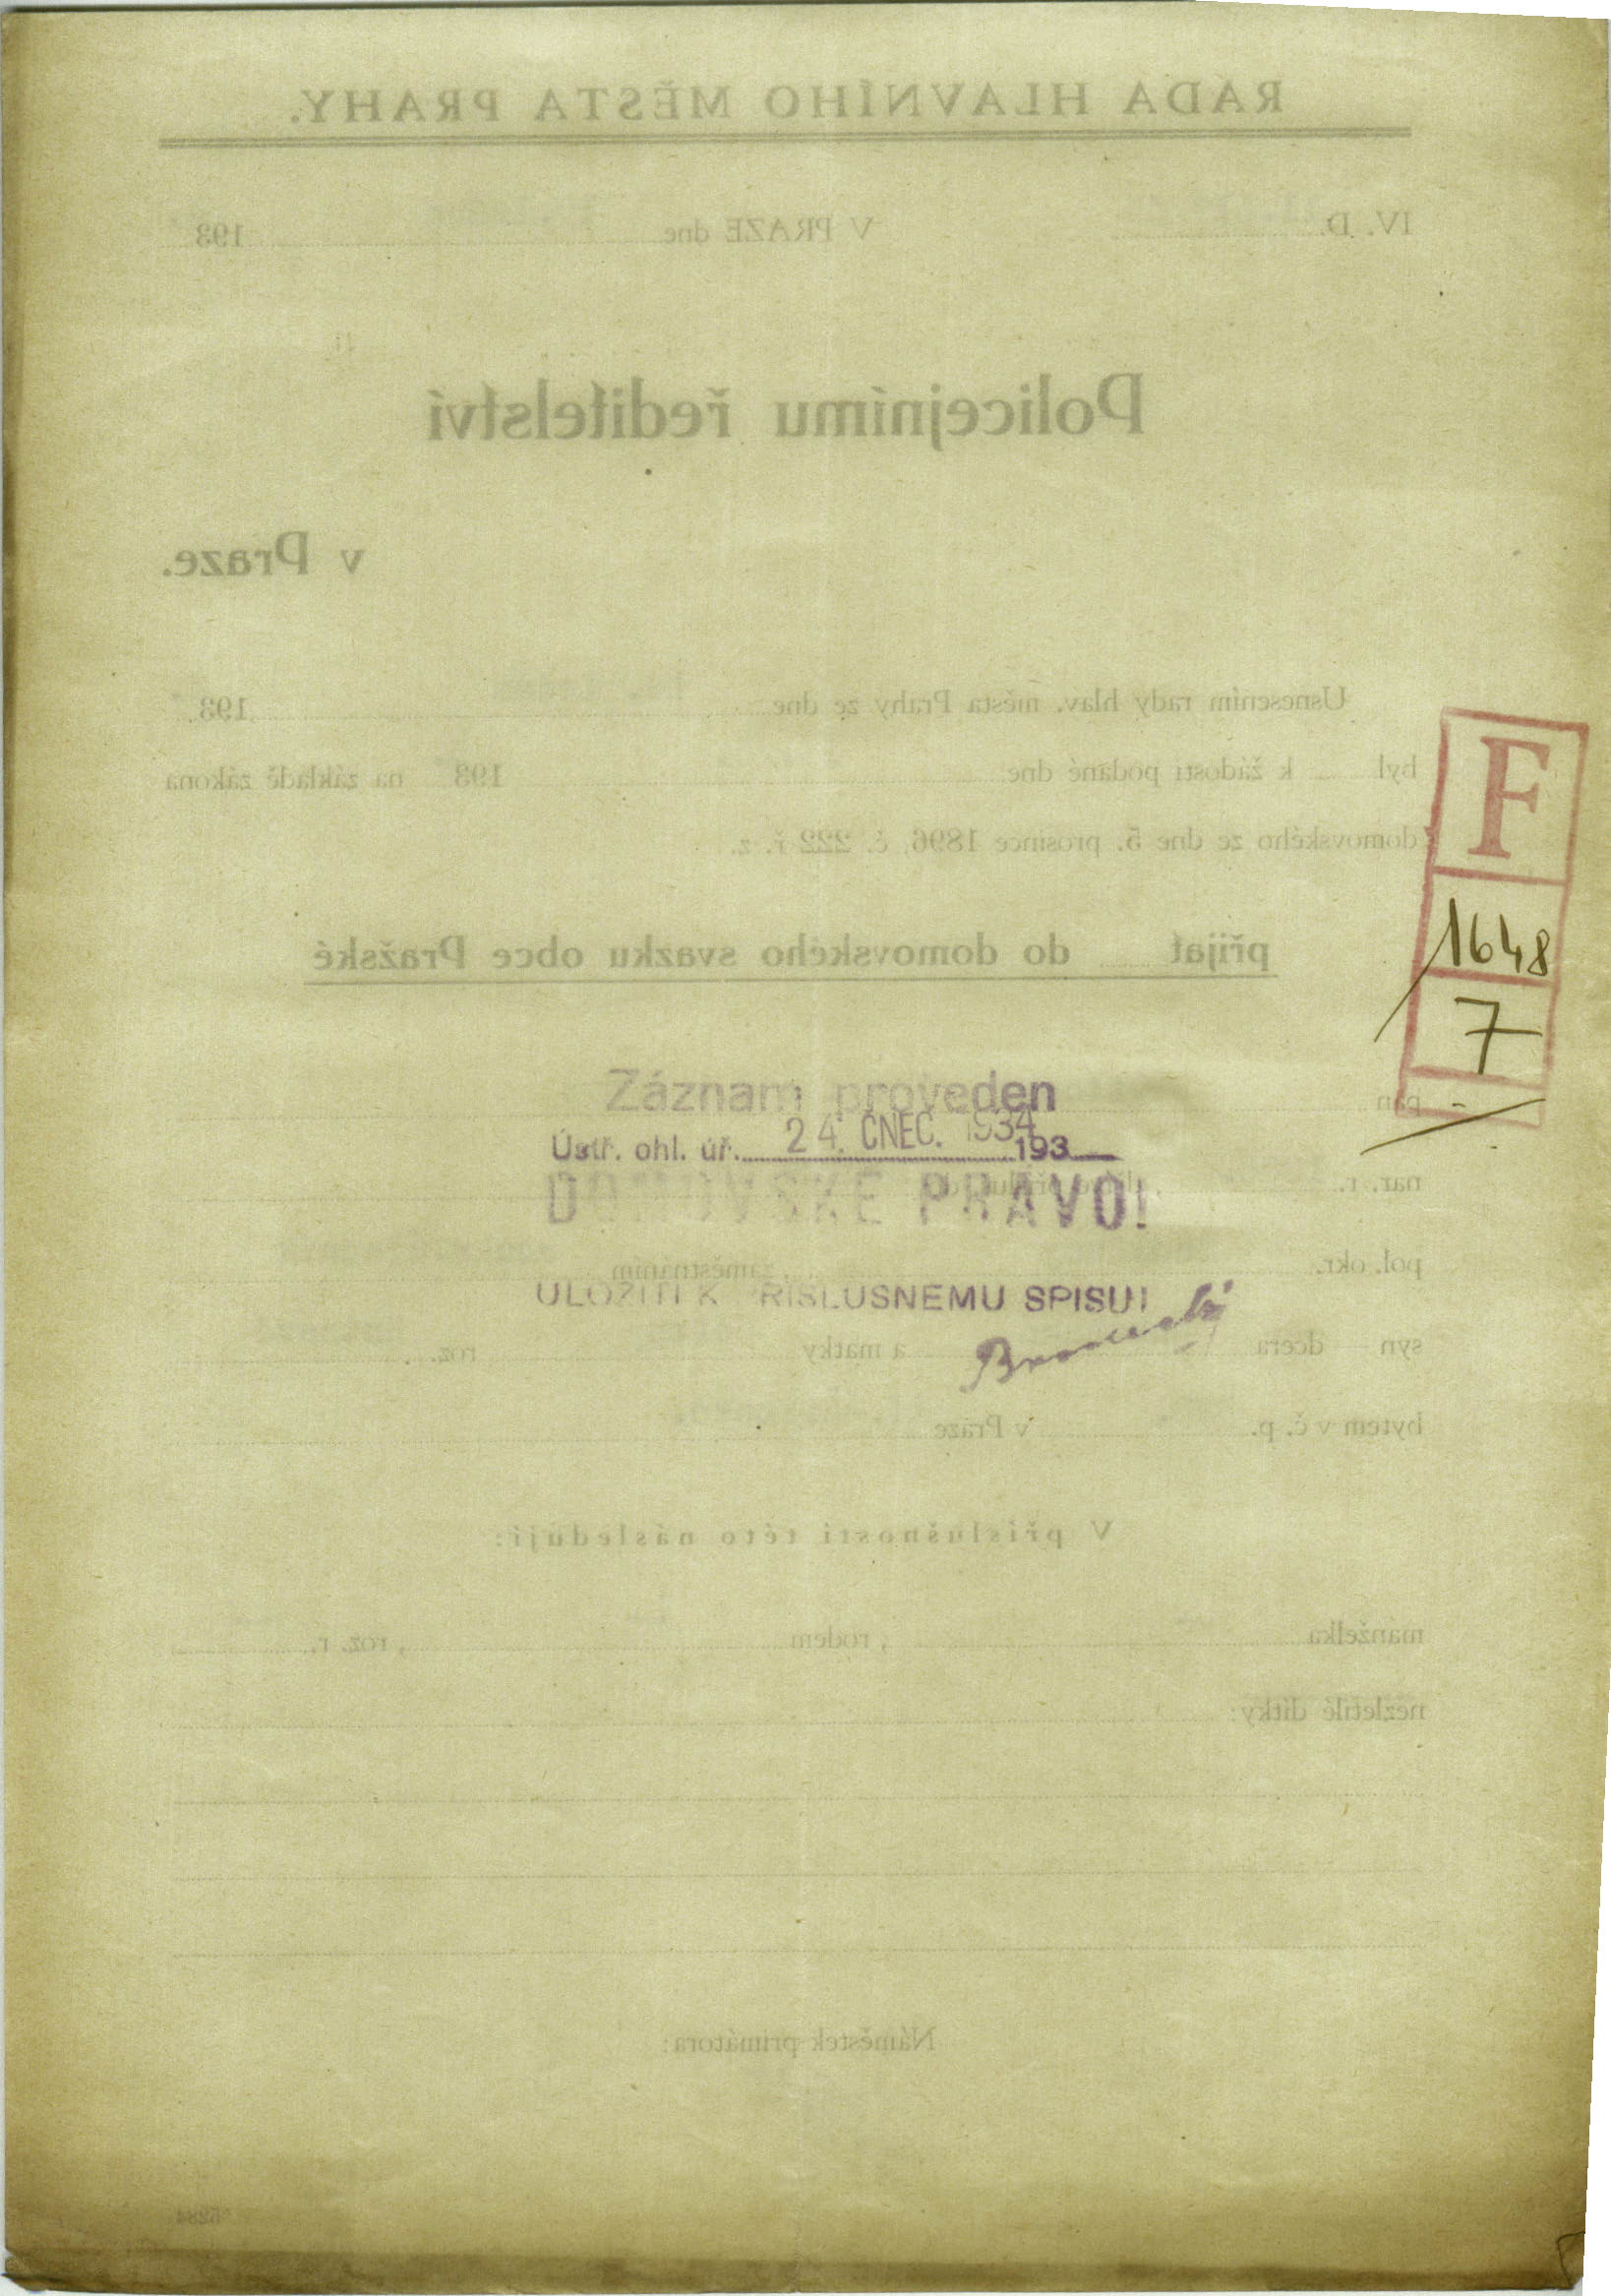 RADA HLAVNÍHO MĚSTA PRAHY.
IV. D. V PRAZE dne 193
Policejnímu ředitelství
v Praze.
Usnesením rady hlav. města Prahy ze dne 193
byl k žádosti podané dne 193 na základě zákona
domovského ze dne 5. prosince 1896, č. 222 ř. z.
F
1648
7
přijat do domovského svazku obce Pražské
pan
Záznam proveden
Ústř. ohl. úř. 24. ČNEC. 1934 193
nar. r.
DOMOVSKÉ PRAVO!
pol. okr. , zaměstnáním
ULOŽITI K PŘÍSLUŠNEMU SPISU!
syn — dcera a matky roz.
bytem v č. p. v Praze
V příslušnosti této následují:
manželka , rodem , roz. r.
nezletilé dítky:
Náměstek primátora: